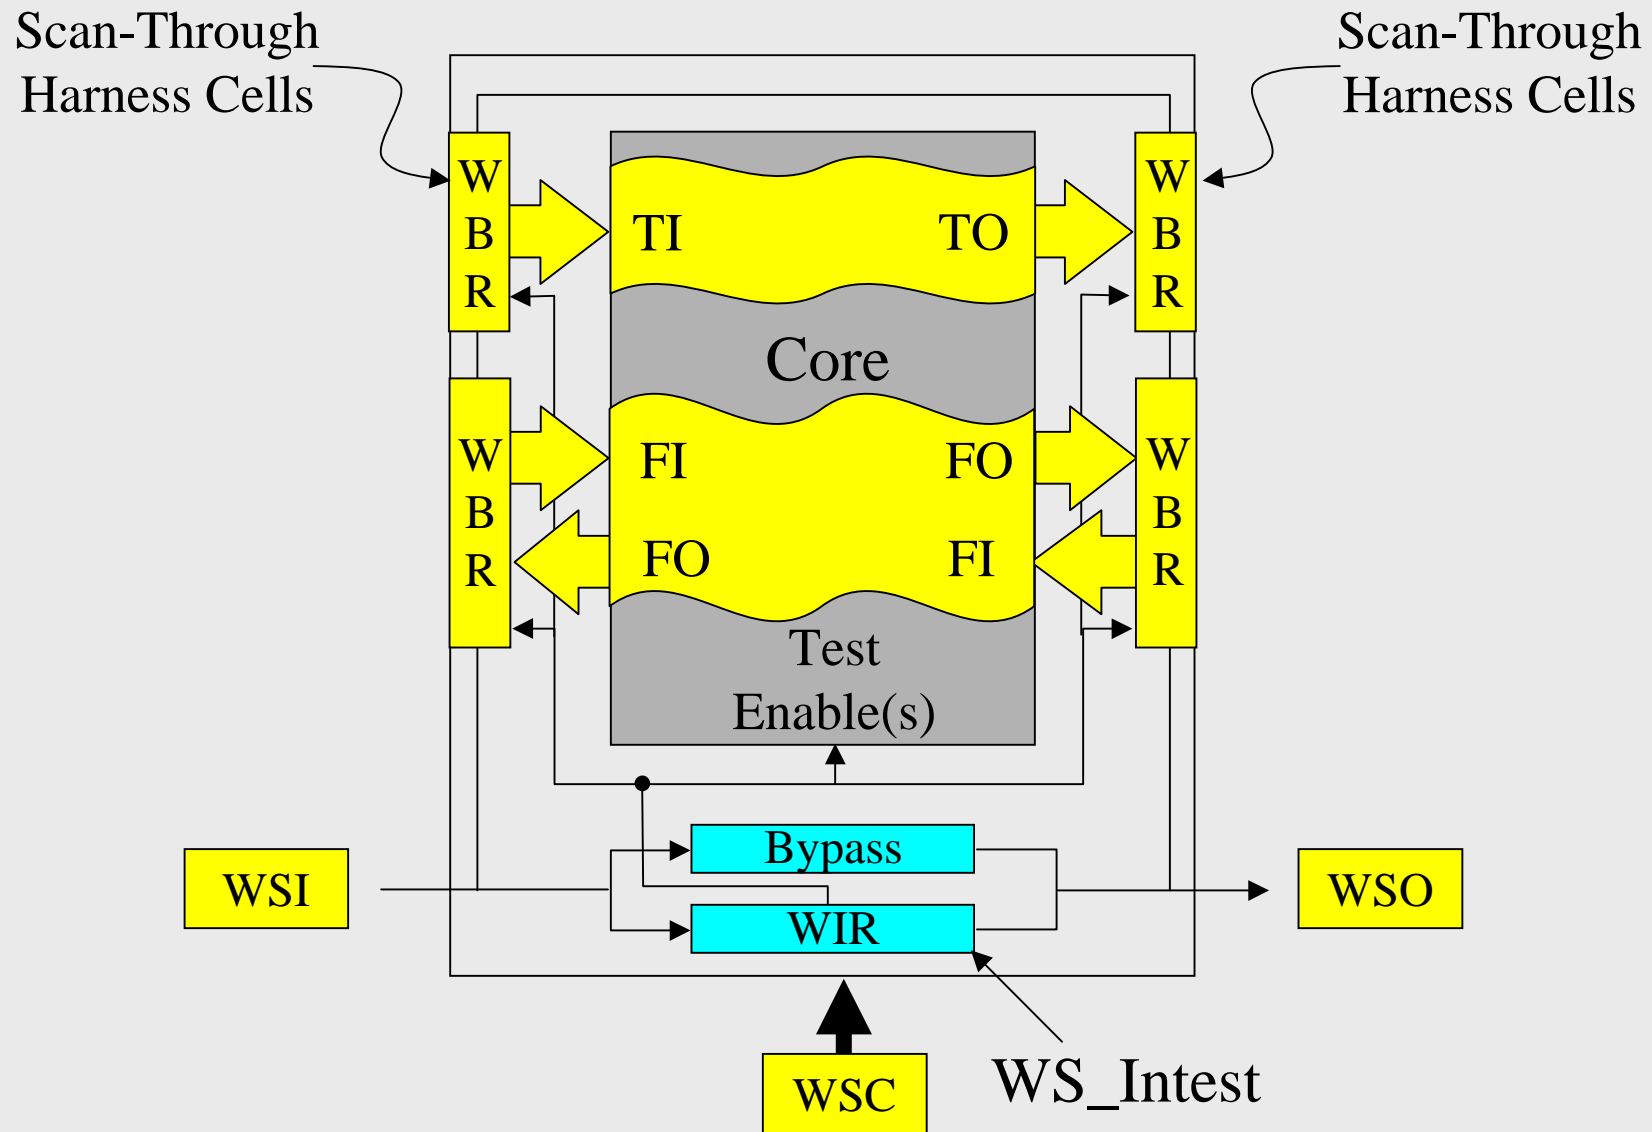 Scan-Through
Harness Cells
Scan-Through
Harness Cells
W
B
R
TI
TO
W
B
R
Core
W
B
R
FI
FO
FO
FI
W
B
R
Test
Enable(s)
Bypass
WSI
WIR
WSO
WSC
WS_Intest